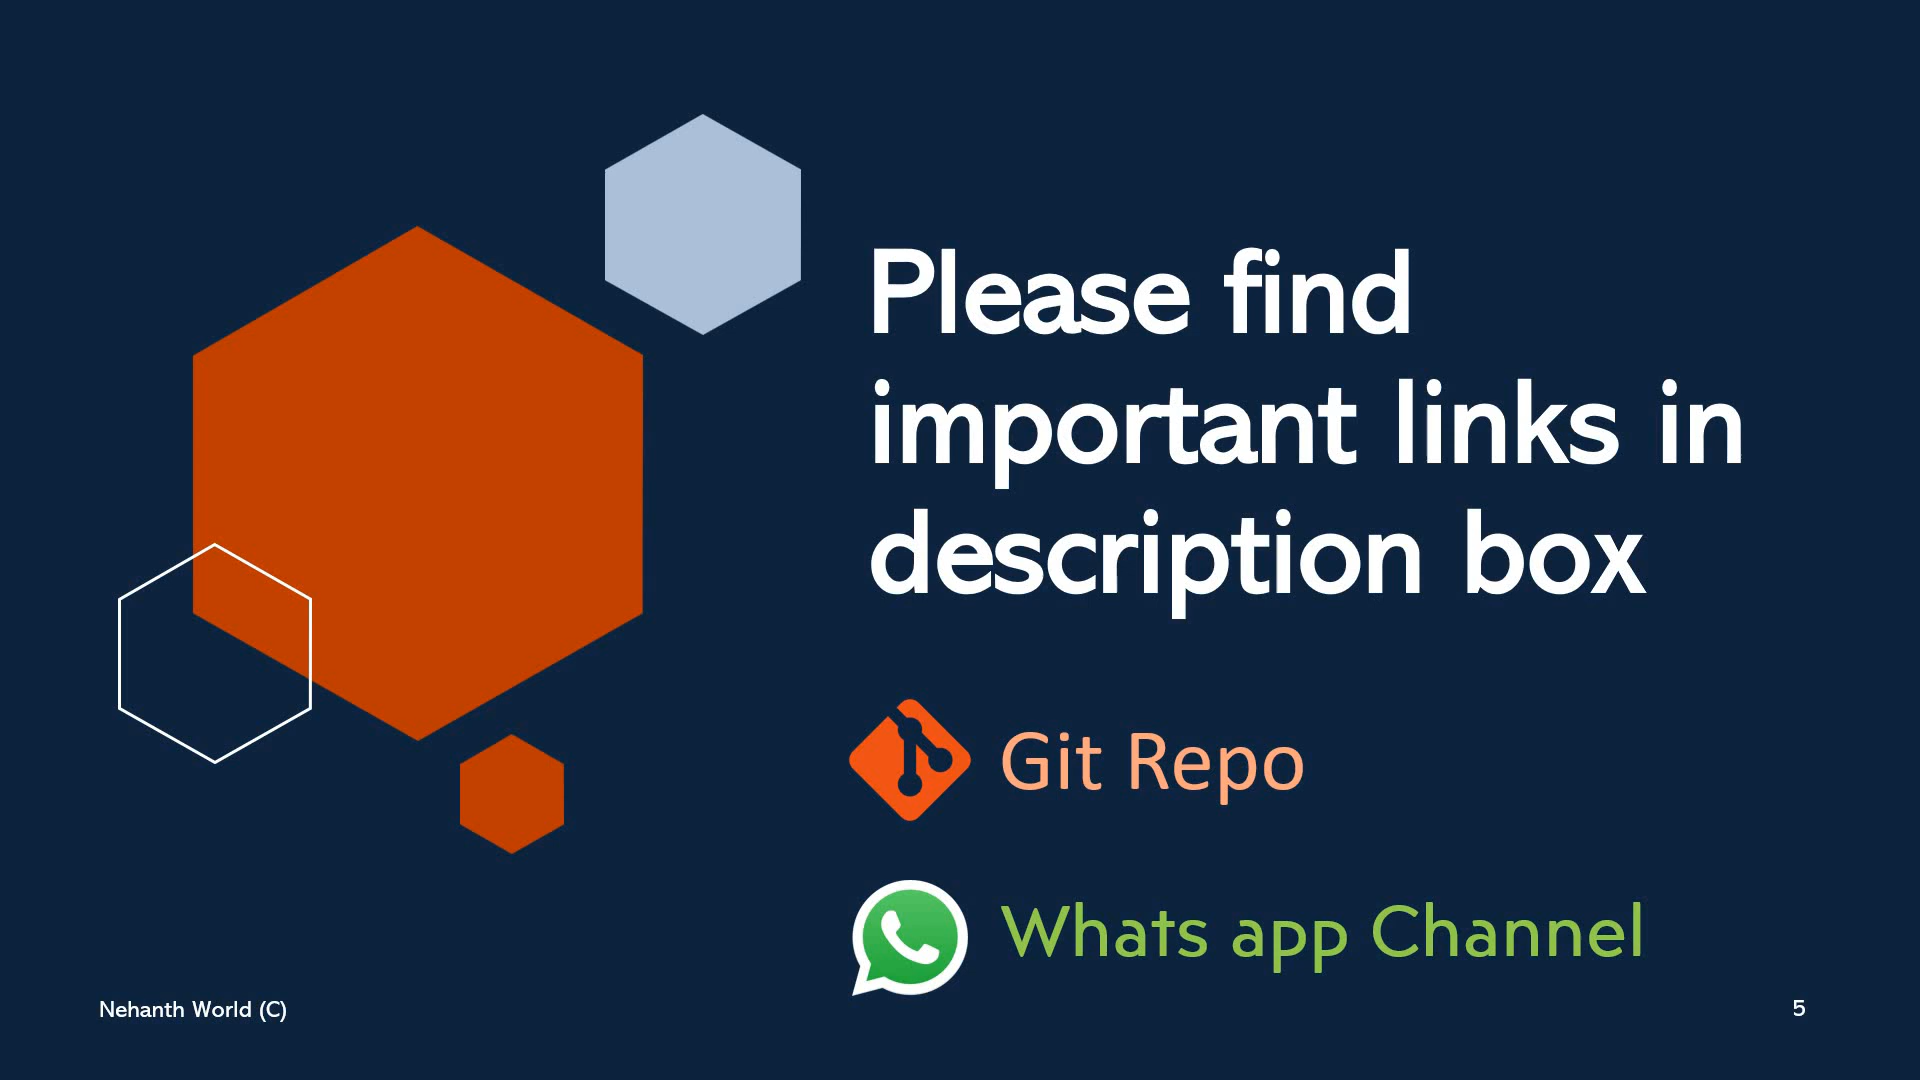 Please find
important links in
description box
Git Repo
Whats app Channel
Nehanth World (C)
5